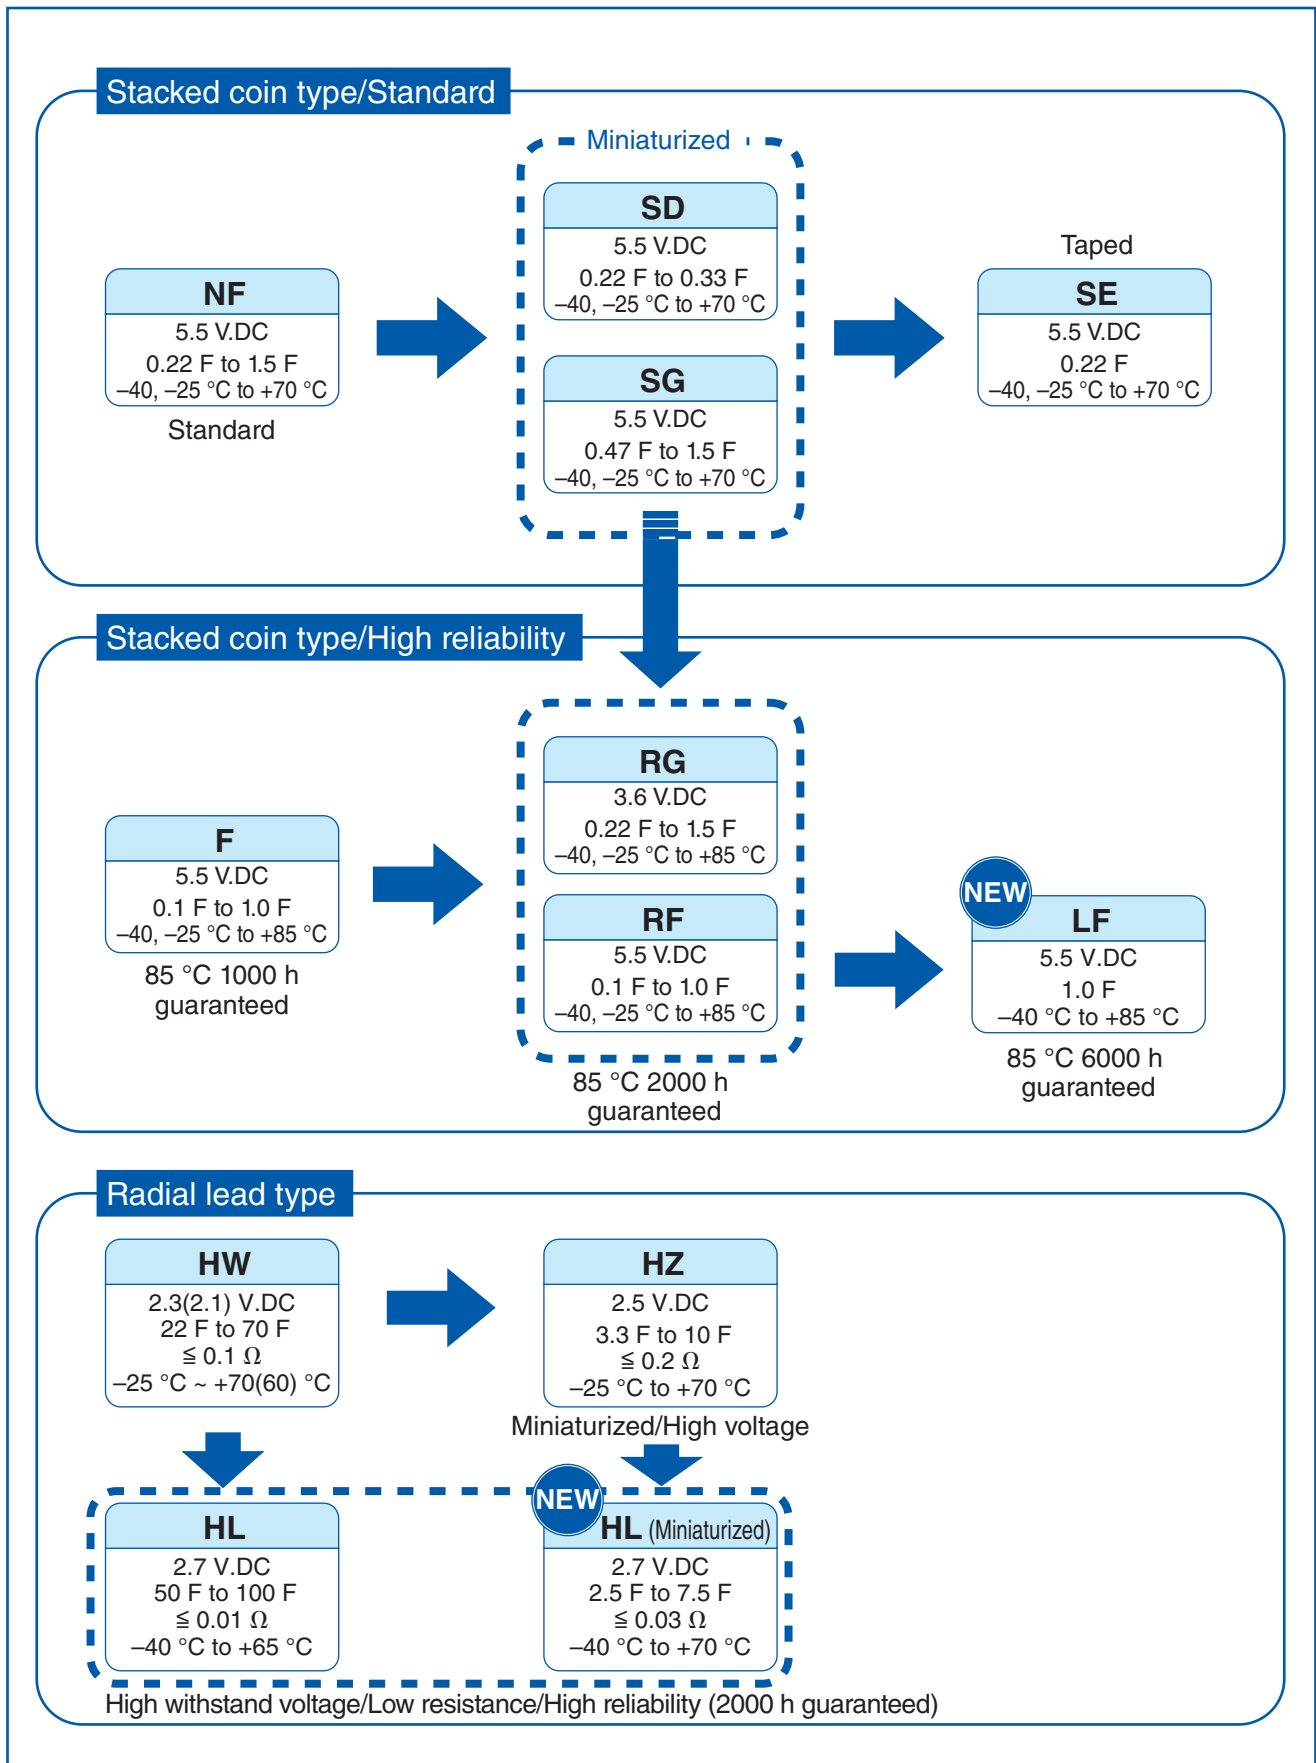 Stacked coin type/Standard
Miniaturized
NF
5.5 V.DC
0.22 F to 1.5 F
–40, –25 °C to +70 °C
Standard
SD
5.5 V.DC
0.22 F to 0.33 F
–40, –25 °C to +70 °C
SG
5.5 V.DC
0.47 F to 1.5 F
–40, –25 °C to +70 °C
Taped
SE
5.5 V.DC
0.22 F
–40, –25 °C to +70 °C
Stacked coin type/High reliability
F
5.5 V.DC
0.1 F to 1.0 F
–40, –25 °C to +85 °C
85 °C 1000 h
guaranteed
RG
3.6 V.DC
0.22 F to 1.5 F
–40, –25 °C to +85 °C
RF
5.5 V.DC
0.1 F to 1.0 F
–40, –25 °C to +85 °C
85 °C 2000 h
guaranteed
NEW
LF
5.5 V.DC
1.0 F
–40 °C to +85 °C
85 °C 6000 h
guaranteed
Radial lead type
HW
2.3(2.1) V.DC
22 F to 70 F
≦ 0.1 Ω
–25 °C ~ +70(60) °C
HZ
2.5 V.DC
3.3 F to 10 F
≦ 0.2 Ω
–25 °C to +70 °C
Miniaturized/High voltage
HL
2.7 V.DC
50 F to 100 F
≦ 0.01 Ω
–40 °C to +65 °C
NEW
HL (Miniaturized)
2.7 V.DC
2.5 F to 7.5 F
≦ 0.03 Ω
–40 °C to +70 °C
High withstand voltage/Low resistance/High reliability (2000 h guaranteed)